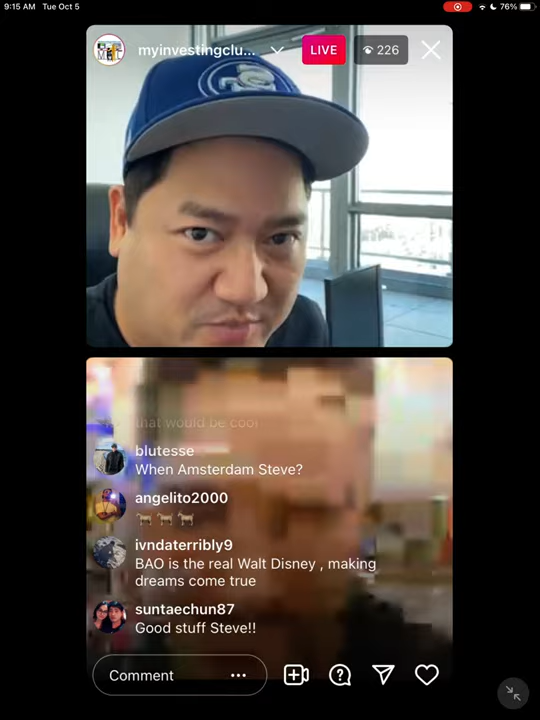 9:15 AM Tue Oct 5
76%
myinvestingclu...
LIVE
226
that would be cool
blutesse
When Amsterdam Steve?
angelito2000
ivndaterribly9
BAO is the real Walt Disney , making
dreams come true
suntaechun87
Good stuff Steve!!
Comment